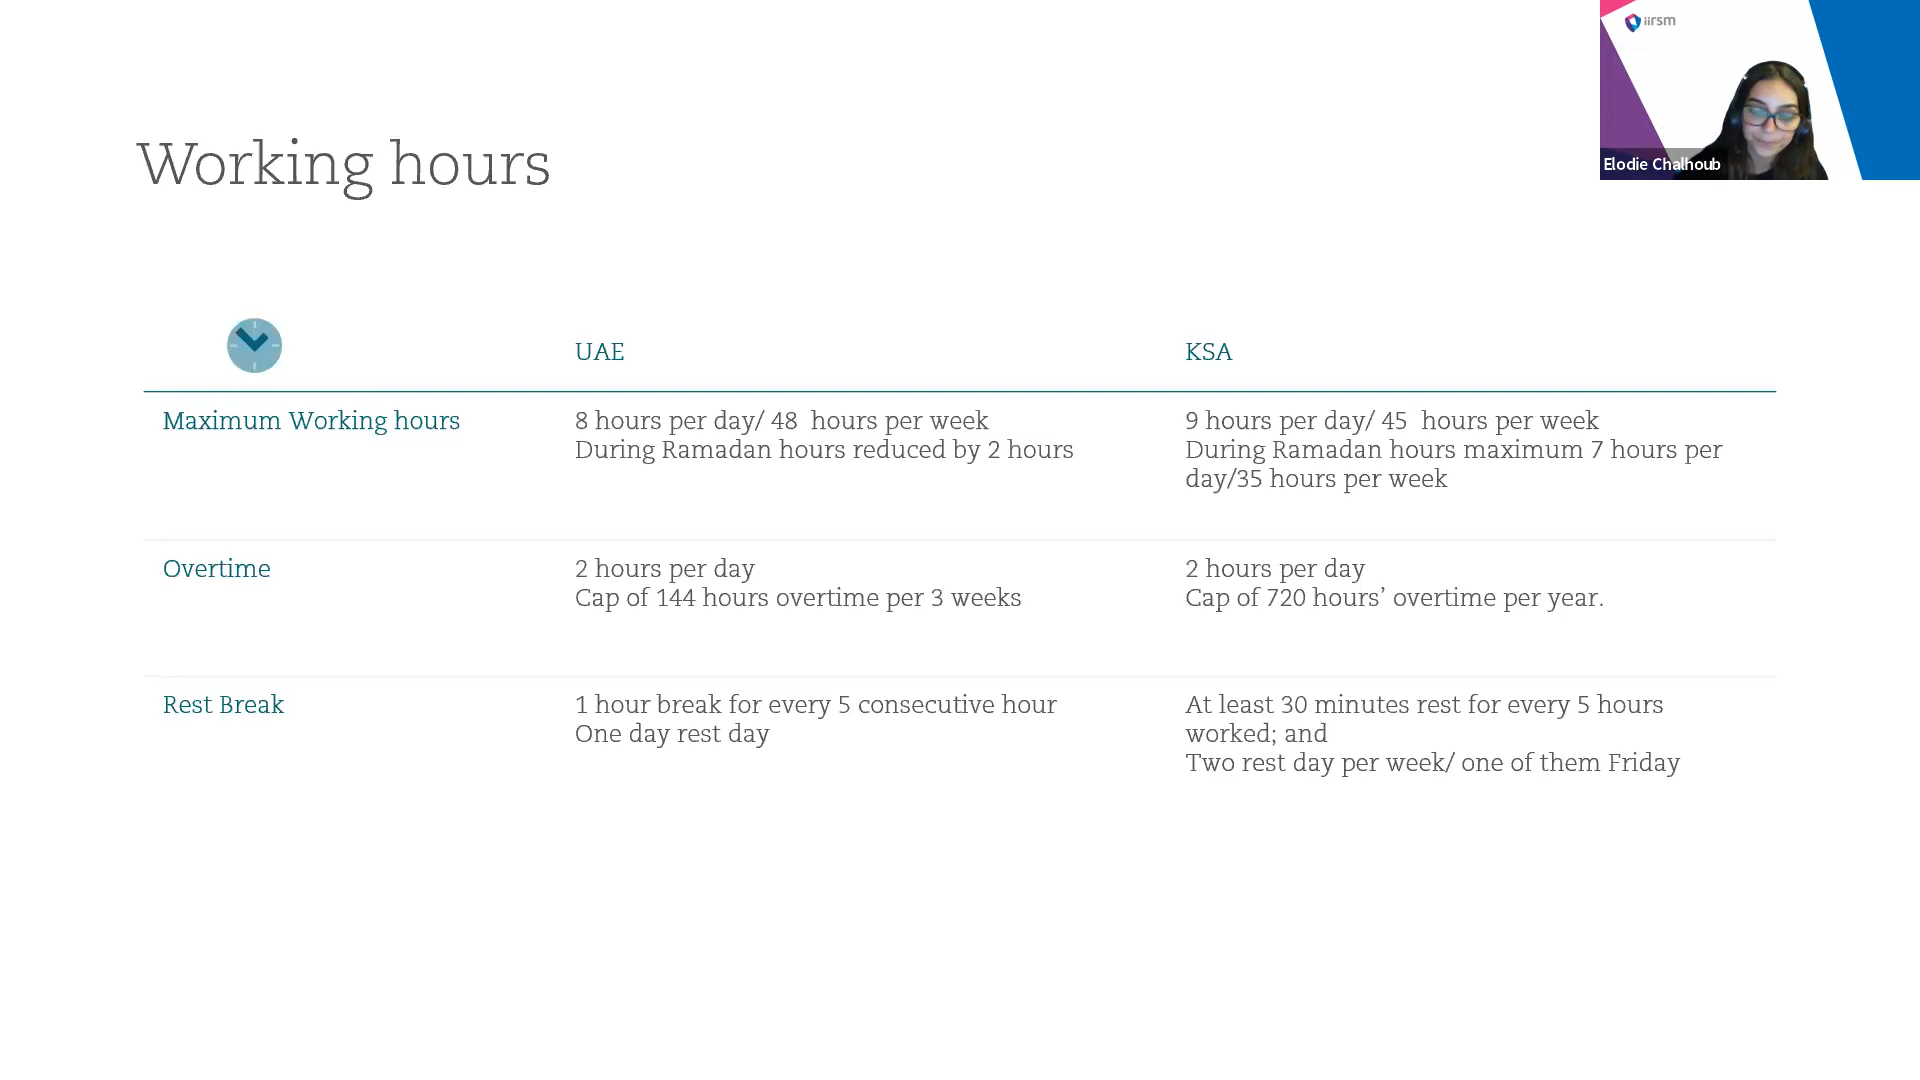 iirsm
Elodie Chalhoub
Working hours
UAE
KSA
Maximum Working hours
8 hours per day/ 48 hours per week
During Ramadan hours reduced by 2 hours
9 hours per day/ 45 hours per week
During Ramadan hours maximum 7 hours per
day/35 hours per week
Overtime
2 hours per day
Cap of 144 hours overtime per 3 weeks
2 hours per day
Cap of 720 hours’ overtime per year.
Rest Break
1 hour break for every 5 consecutive hour
One day rest day
At least 30 minutes rest for every 5 hours
worked; and
Two rest day per week/ one of them Friday